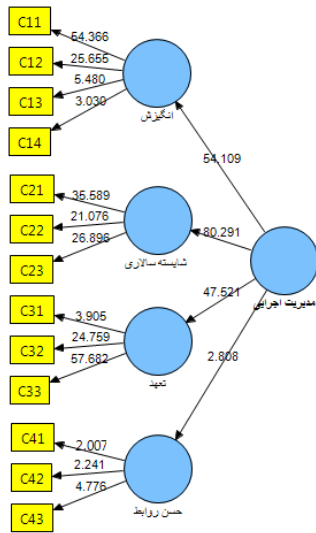 C11
54.366
C12
25.655
C13
5.480
C14
3.030
انگیزش
54.109
C21
35.589
C22
21.076
C23
26.896
شایسته سالاری
80.291
مدیریت اجرایی
47.521
C31
3.905
C32
24.759
C33
57.682
تعهد
2.808
C41
2.007
C42
2.241
C43
4.776
حسن روابط